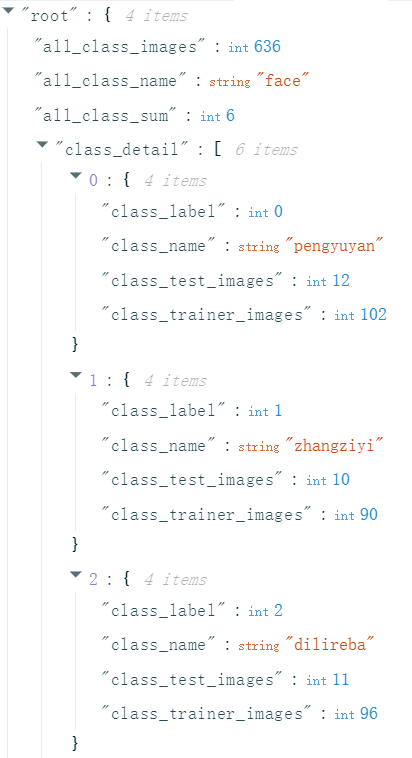 "root" : { 4 items
"all_class_images" : int 636
"all_class_name" : string "face"
"all_class_sum" : int 6
"class_detail" : [ 6 items
0 : { 4 items
"class_label" : int 0
"class_name" : string "pengyuyan"
"class_test_images" : int 12
"class_trainer_images" : int 102
}
1 : { 4 items
"class_label" : int 1
"class_name" : string "zhangziyi"
"class_test_images" : int 10
"class_trainer_images" : int 90
}
2 : { 4 items
"class_label" : int 2
"class_name" : string "dilireba"
"class_test_images" : int 11
"class_trainer_images" : int 96
}